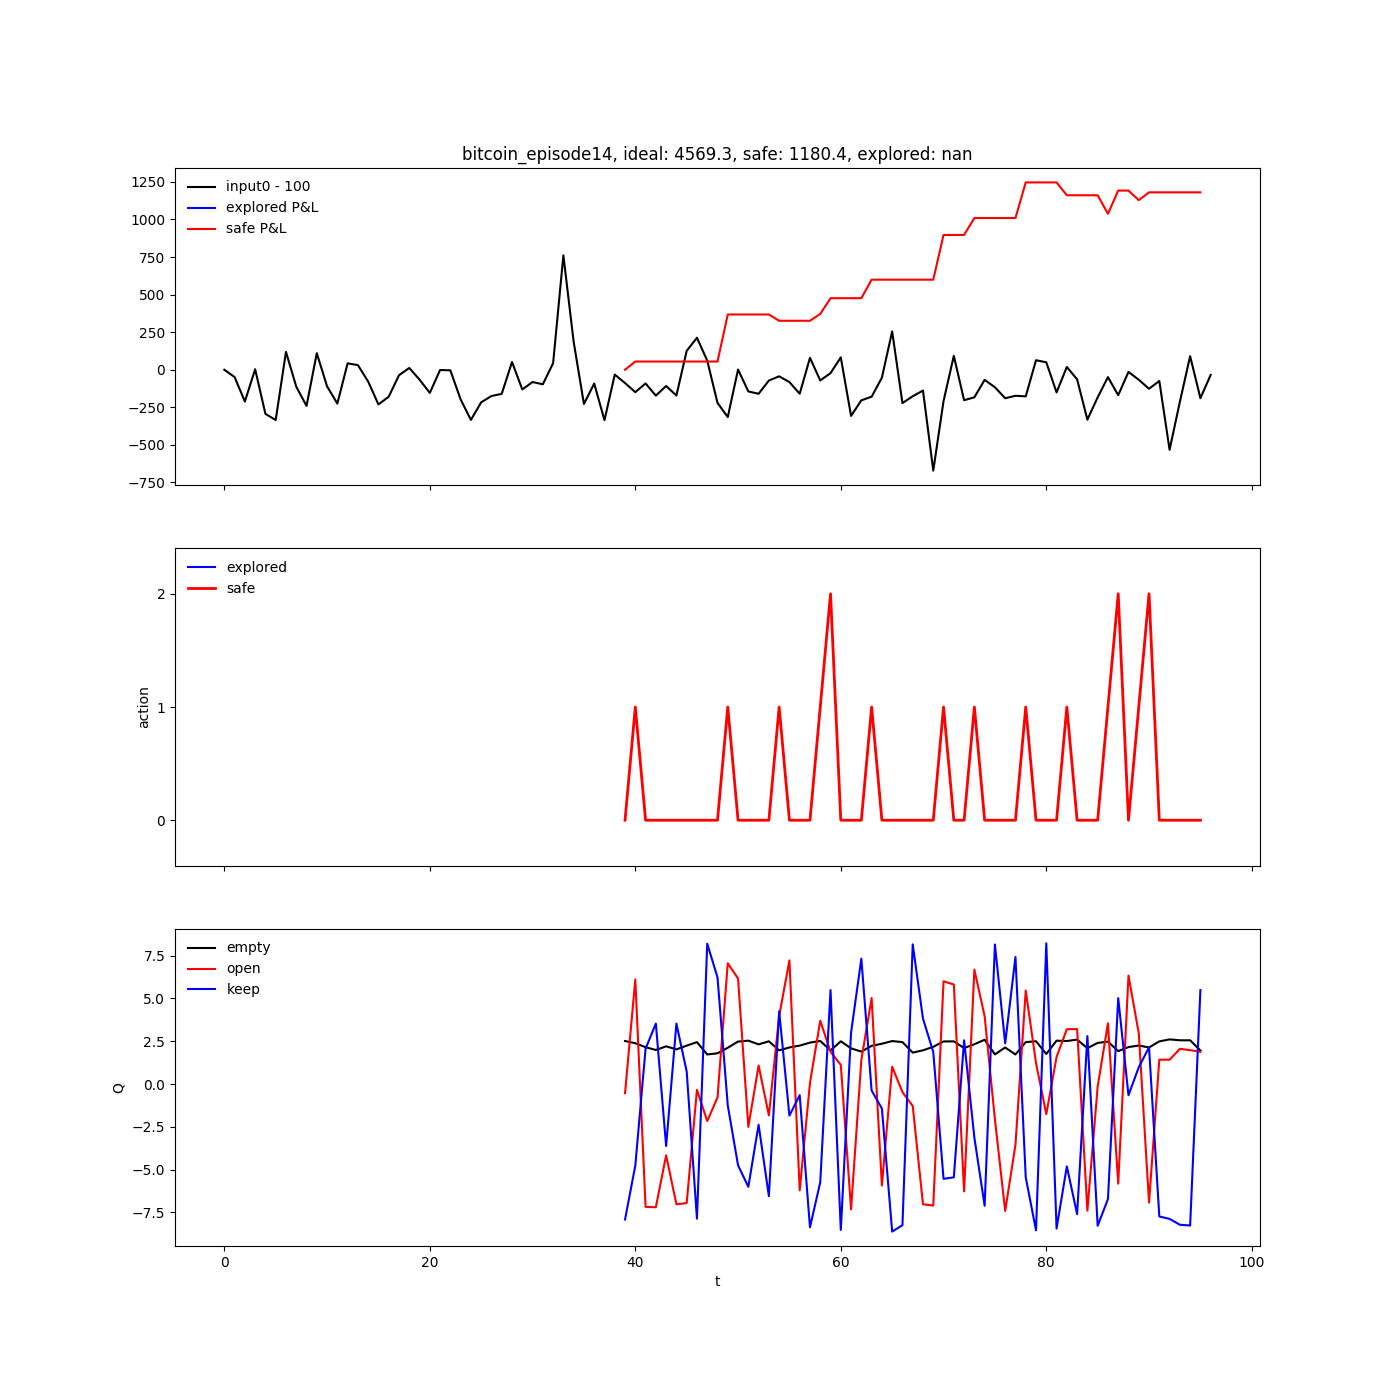 bitcoin_episode14, ideal: 4569.3, safe: 1180.4, explored: nan
input0 - 100
explored P&L
safe P&L
1250
1000
750
500
250
0
−250
−500
−750
explored
safe
2
1
0
action
empty
open
keep
7.5
5.0
2.5
0.0
−2.5
−5.0
−7.5
Q
0 20 40 60 80 100
t